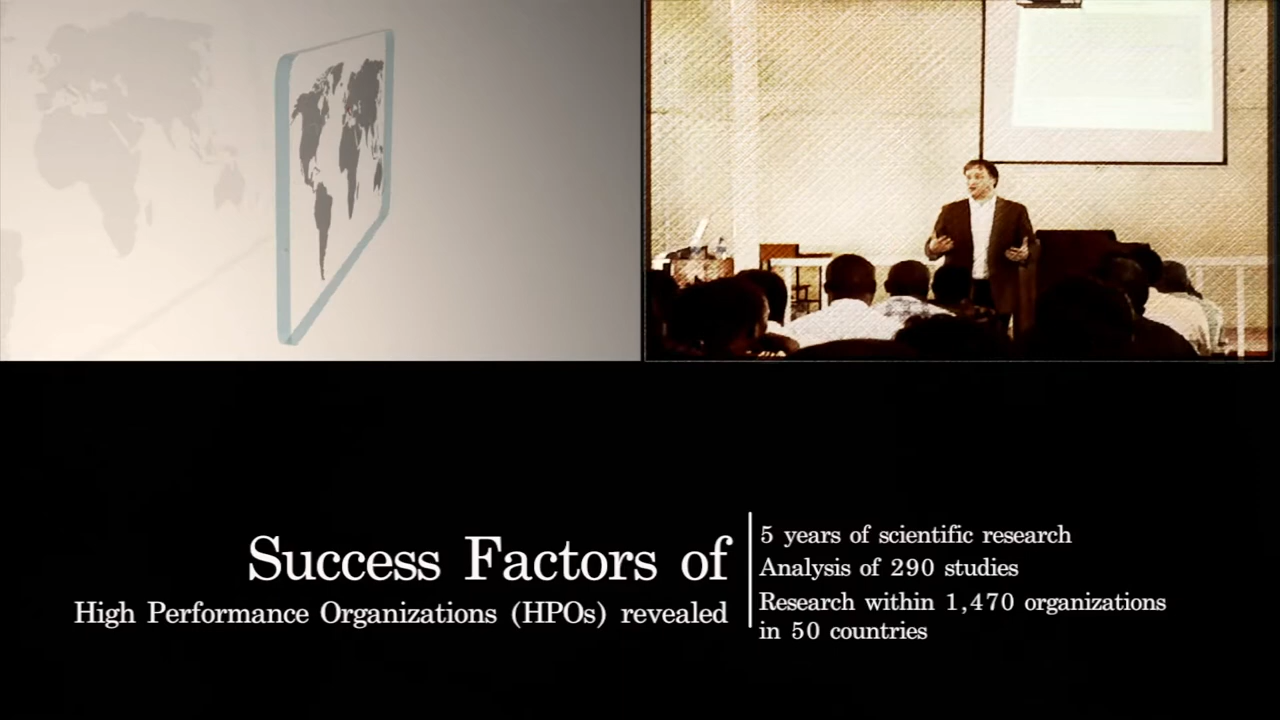 Success Factors of
High Performance Organizations (HPOs) revealed
5 years of scientific research
Analysis of 290 studies
Research within 1,470 organizations
in 50 countries